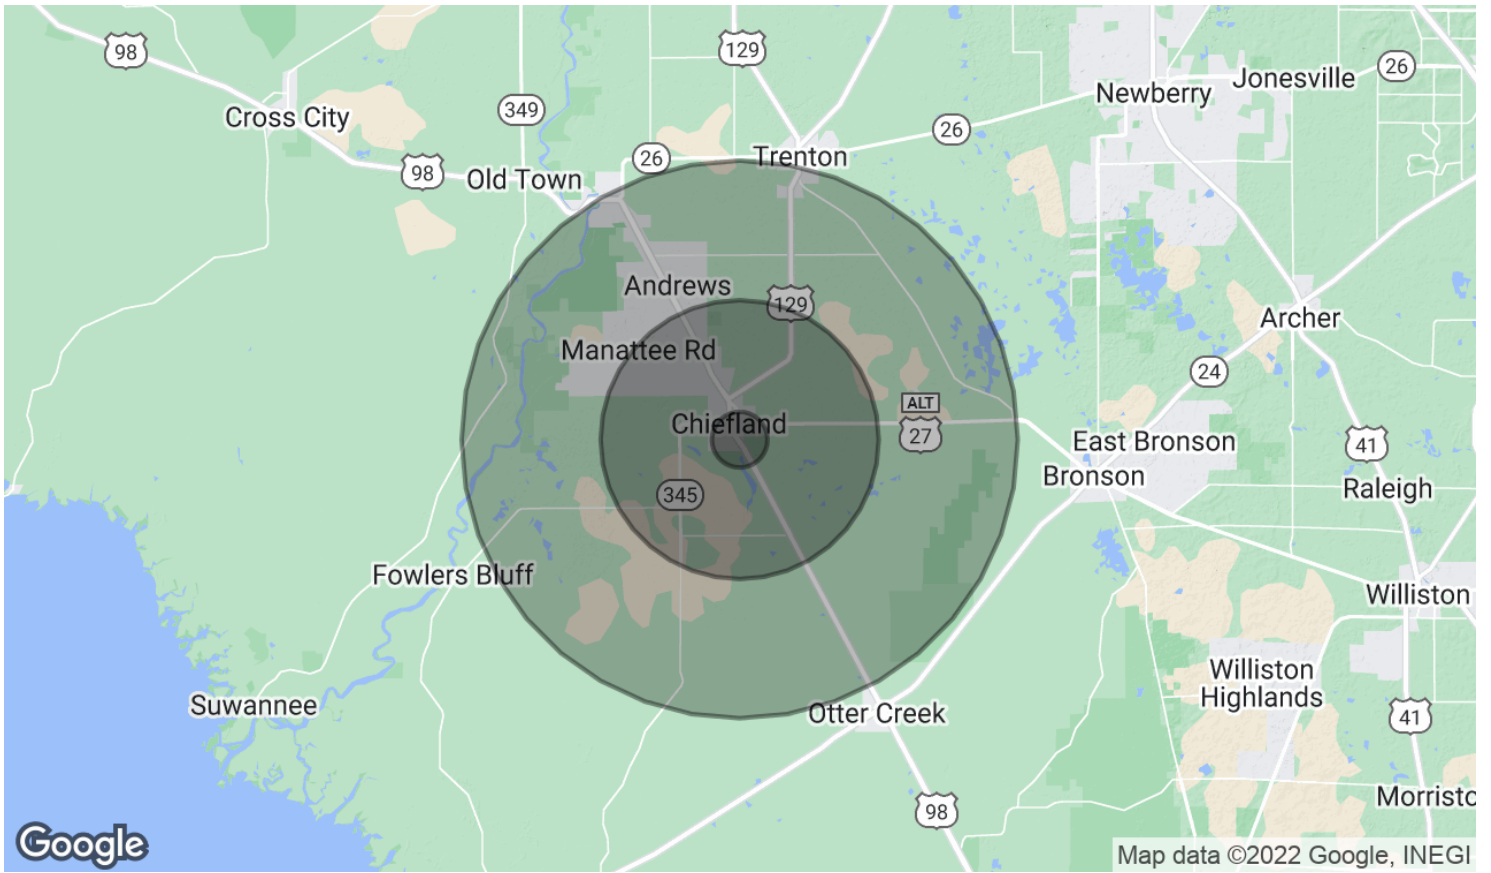 98
129
26
Jonesville
Newberry
349
Cross City
26
26
Trenton
98
Old Town
Andrews
129
Archer
Manattee Rd
24
ALT
27
Chiefland
East Bronson
41
Bronson
345
Raleigh
Fowlers Bluff
Williston
Williston
Highlands
Suwannee
Otter Creek
41
Morristo
98
Google
Map data ©2022 Google, INEGI